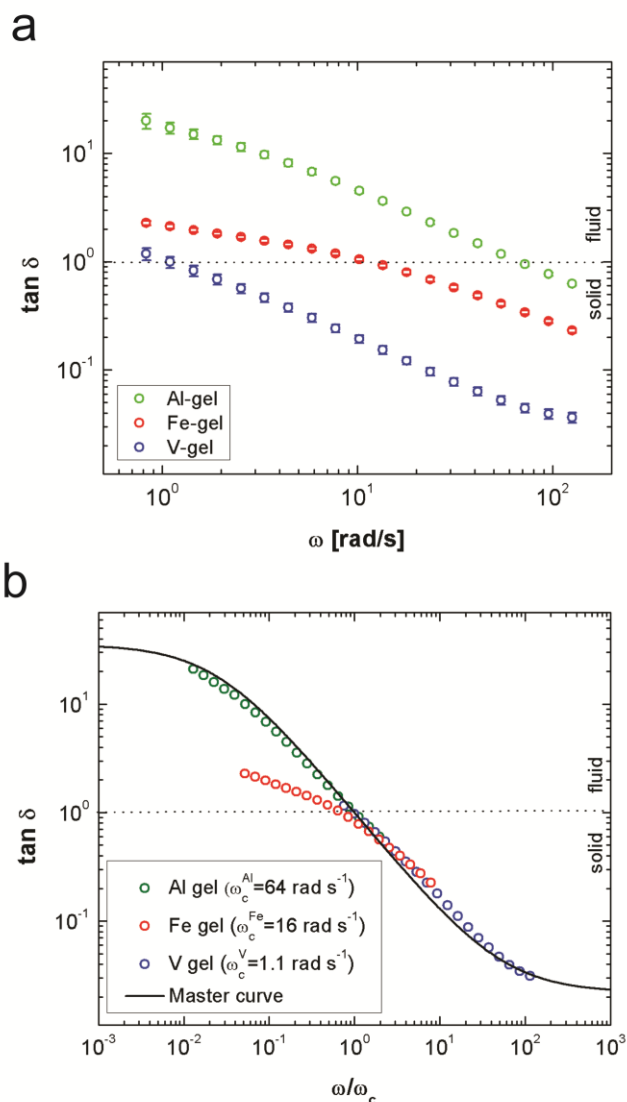 a
10¹
10⁰
10⁻¹
tan δ
fluid
solid
Al-gel
Fe-gel
V-gel
10⁰ 10¹ 10²
ω [rad/s]
b
10¹
10⁰
10⁻¹
tan δ
fluid
solid
Al gel (ω_c^Al=64 rad s⁻¹)
Fe gel (ω_c^Fe=16 rad s⁻¹)
V gel (ω_c^V=1.1 rad s⁻¹)
Master curve
10⁻³ 10⁻² 10⁻¹ 10⁰ 10¹ 10² 10³
ω/ω_c